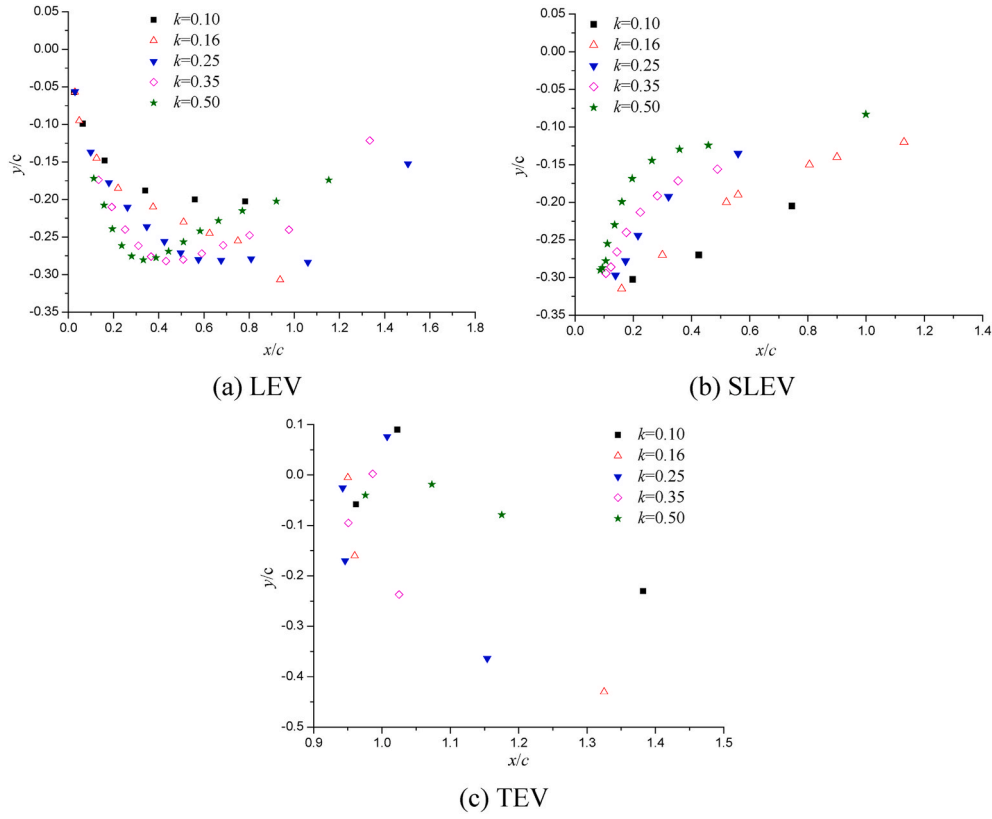 0.05
0.00
-0.05
-0.10
-0.15
-0.20
-0.25
-0.30
-0.35
y/c
k=0.10
k=0.16
k=0.25
k=0.35
k=0.50
0.0 0.2 0.4 0.6 0.8 1.0 1.2 1.4 1.6 1.8
x/c
(a) LEV
0.05
0.00
-0.05
-0.10
-0.15
-0.20
-0.25
-0.30
-0.35
y/c
k=0.10
k=0.16
k=0.25
k=0.35
k=0.50
0.0 0.2 0.4 0.6 0.8 1.0 1.2 1.4
x/c
(b) SLEV
0.1
0.0
-0.1
-0.2
-0.3
-0.4
-0.5
y/c
k=0.10
k=0.16
k=0.25
k=0.35
k=0.50
0.9 1.0 1.1 1.2 1.3 1.4 1.5
x/c
(c) TEV